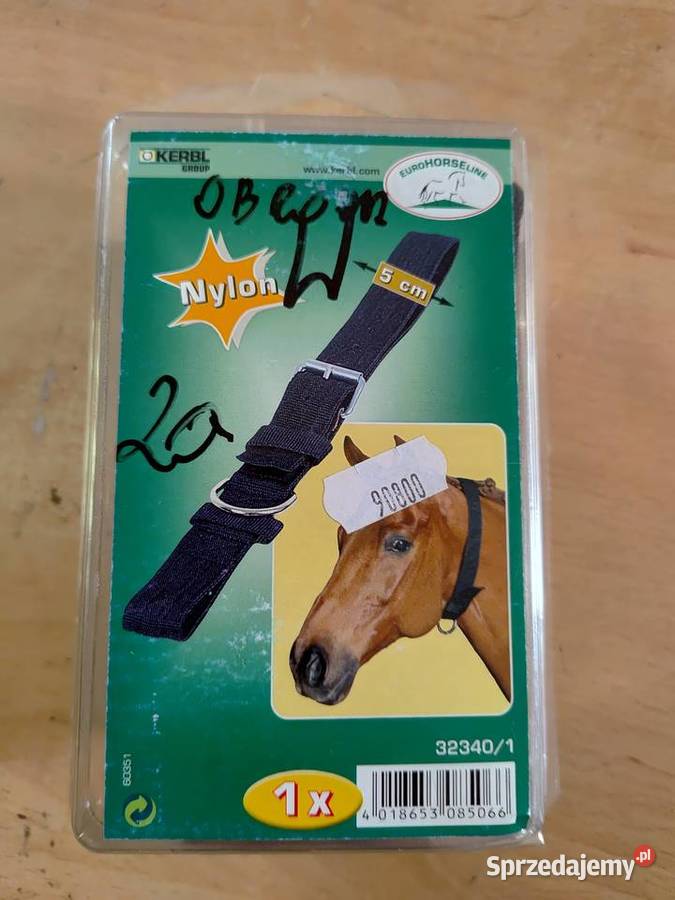 KERBL
GROUP
www.kerbl.com
EUROHORSELINE
Nylon
5 cm
20
90800
32340/1
60351
1x
4 018653 085066
Sprzedajemy.pl